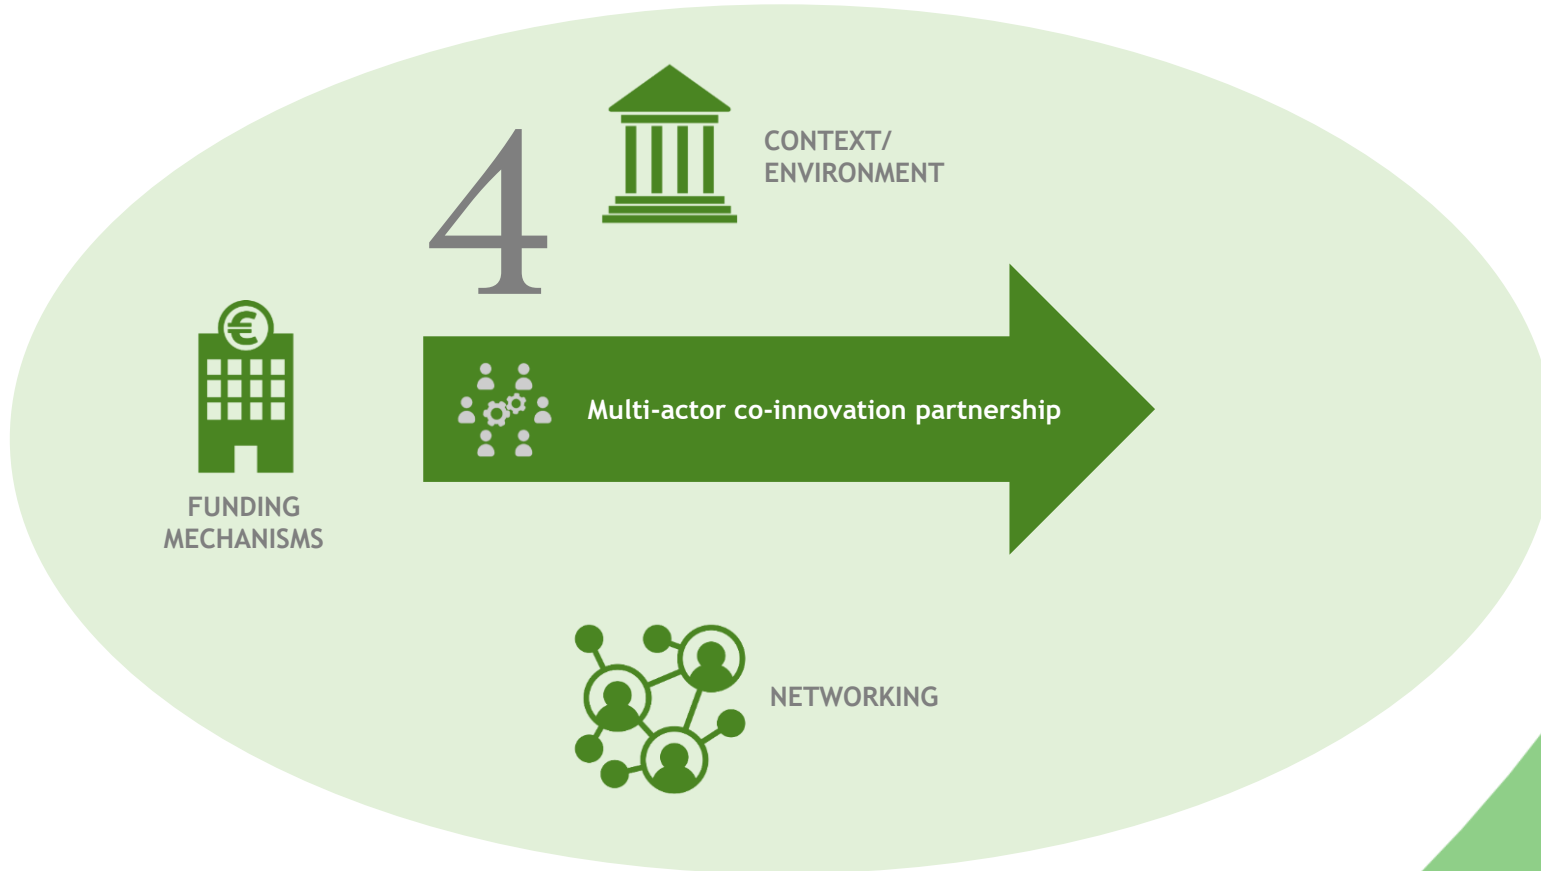 4
CONTEXT/
ENVIRONMENT
€
Multi-actor co-innovation partnership
FUNDING
MECHANISMS
NETWORKING